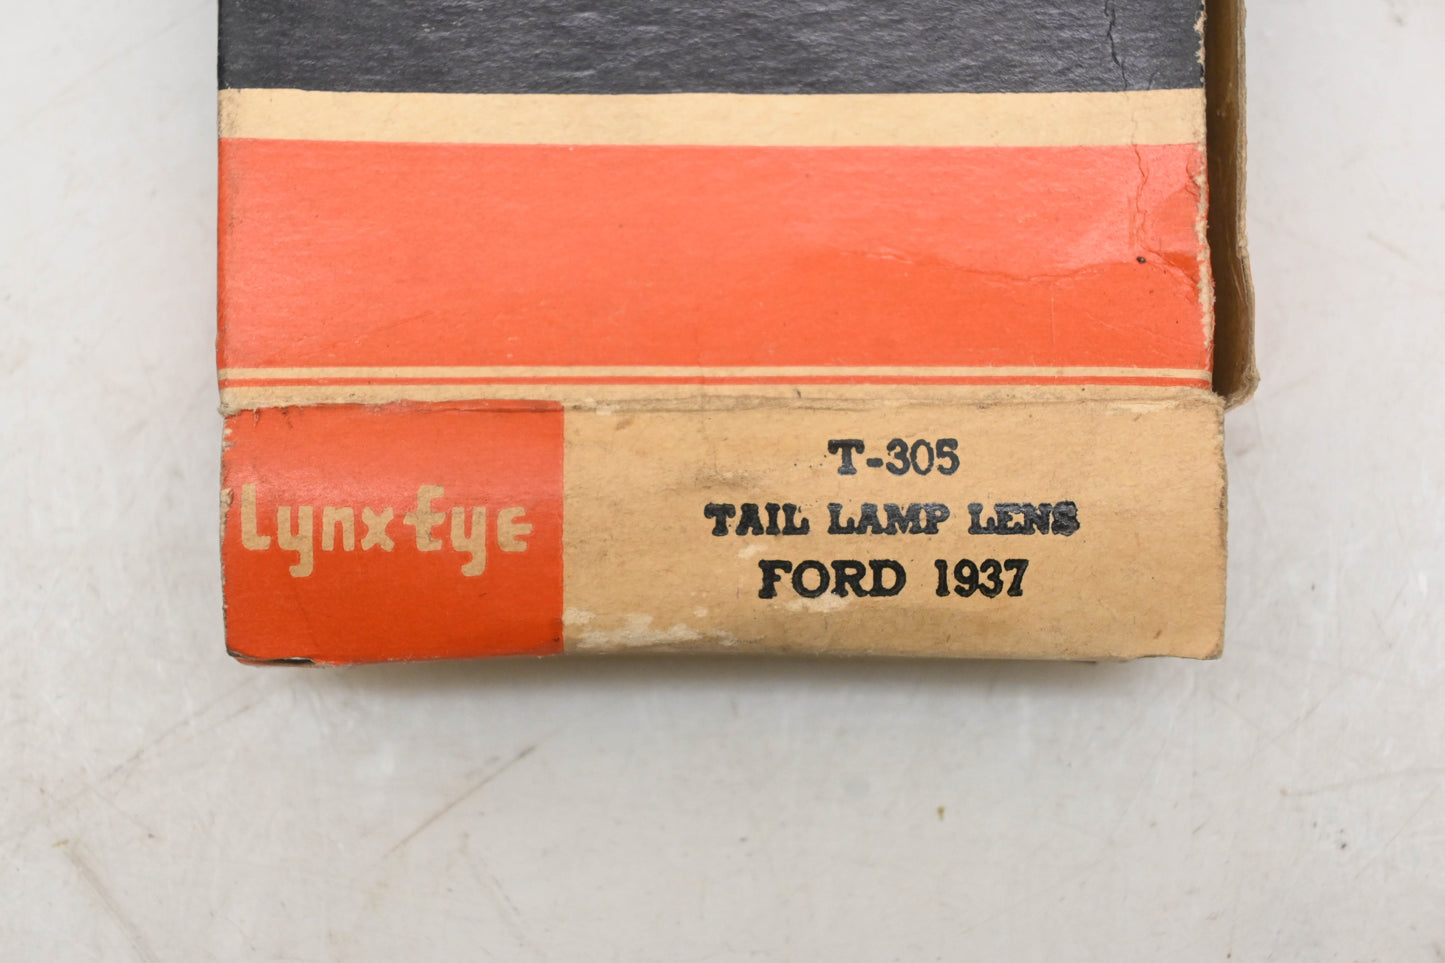 Lynx Eye
T-305
TAIL LAMP LENS
FORD 1937